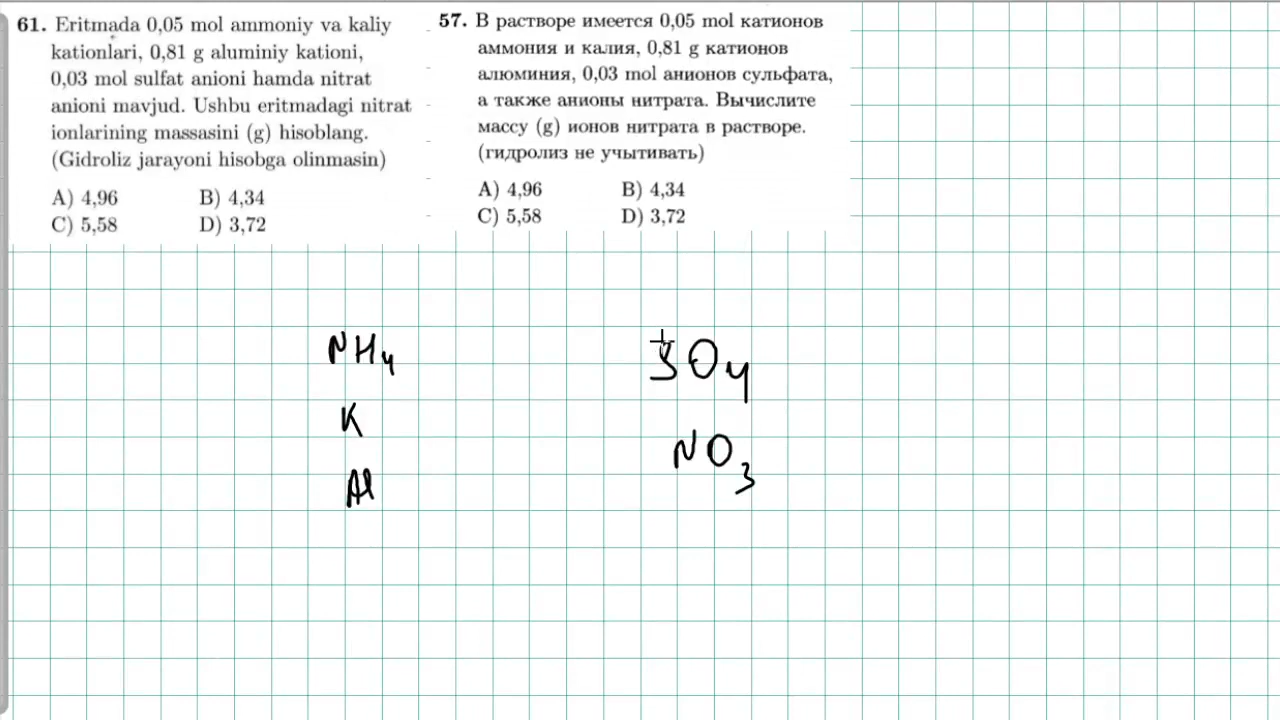 61. Eritmada 0,05 mol ammoniy va kaliy
kationlari, 0,81 g aluminiy kationi,
0,03 mol sulfat anioni hamda nitrat
anioni mavjud. Ushbu eritmadagi nitrat
ionlarining massasini (g) hisoblang.
(Gidroliz jarayoni hisobga olinmasin)
A) 4,96 B) 4,34
C) 5,58 D) 3,72
57. В растворе имеется 0,05 mol катионов
аммония и калия, 0,81 g катионов
алюминия, 0,03 mol анионов сульфата,
а также анионы нитрата. Вычислите
массу (g) ионов нитрата в растворе.
(гидролиз не учытивать)
A) 4,96 B) 4,34
C) 5,58 D) 3,72
NH4
K
Al
SO4
NO3